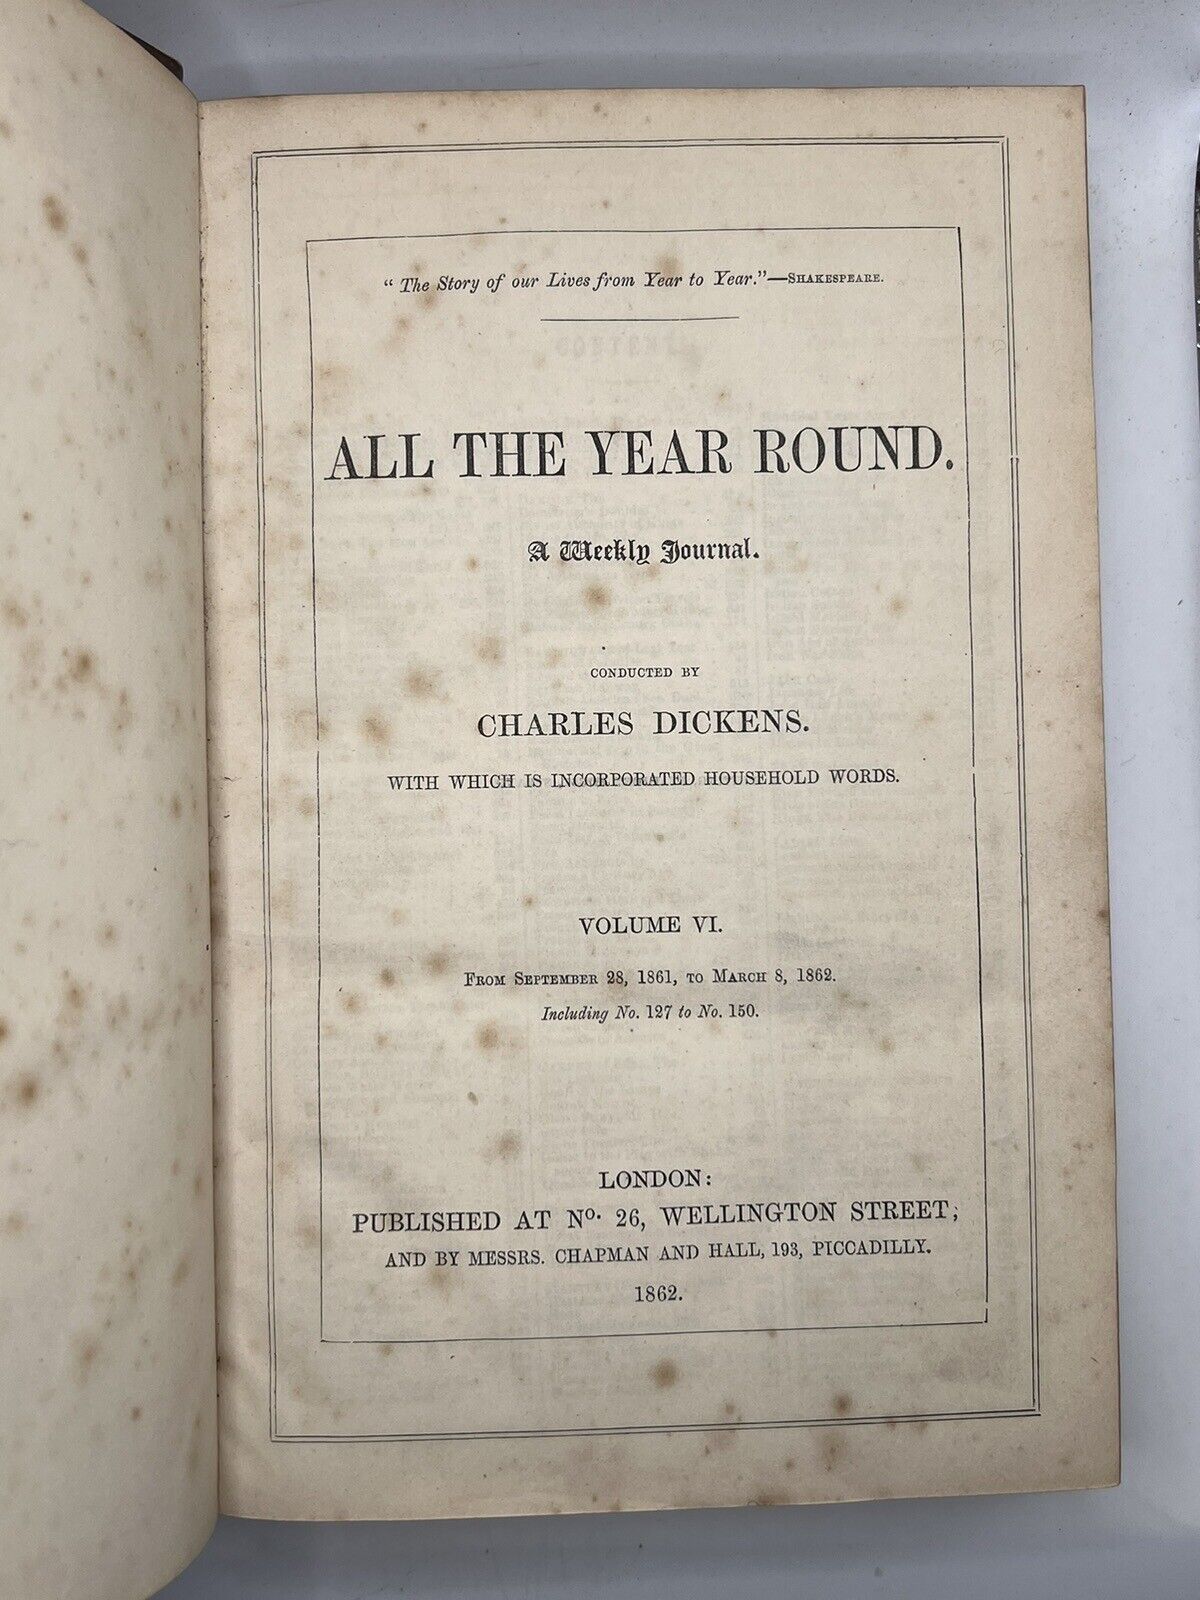 “ The Story of our Lives from Year to Year.”—SHAKESPEARE.
ALL THE YEAR ROUND.
A Weekly Journal.
CONDUCTED BY
CHARLES DICKENS.
WITH WHICH IS INCORPORATED HOUSEHOLD WORDS.
VOLUME VI.
FROM SEPTEMBER 28, 1861, TO MARCH 8, 1862.
Including No. 127 to No. 150.
LONDON:
PUBLISHED AT No. 26, WELLINGTON STREET;
AND BY MESSRS. CHAPMAN AND HALL, 193, PICCADILLY.
1862.